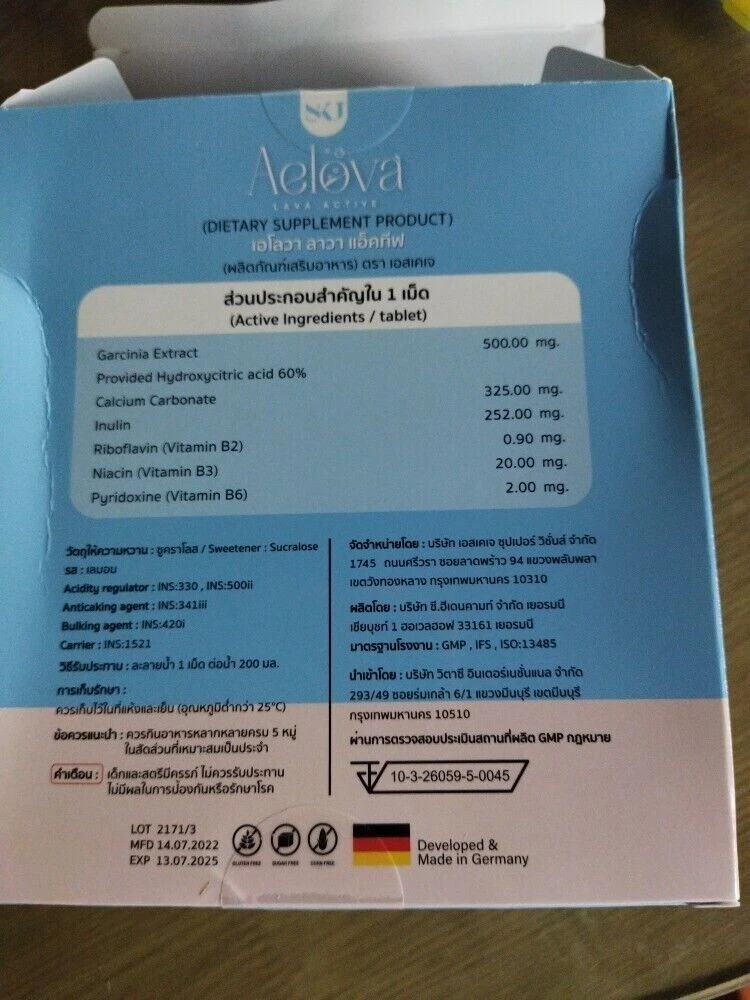 SKJ
Aelova
LAVA ACTIVE
(DIETARY SUPPLEMENT PRODUCT)
เอโลวา ลาวา แอ็คทีฟ
(ผลิตภัณฑ์เสริมอาหาร) ตรา เอสเคเจ
ส่วนประกอบสำคัญใน 1 เม็ด
(Active Ingredients / tablet)
Garcinia Extract 500.00 mg.
Provided Hydroxycitric acid 60%
Calcium Carbonate 325.00 mg.
Inulin 252.00 mg.
Riboflavin (Vitamin B2) 0.90 mg.
Niacin (Vitamin B3) 20.00 mg.
Pyridoxine (Vitamin B6) 2.00 mg.
วัตถุให้ความหวาน : ซูคราโลส / Sweetener : Sucralose
รส : เลมอน
Acidity regulator : INS:330 , INS:500ii
Anticaking agent : INS:341iii
Bulking agent : INS:420i
Carrier : INS:1521
วิธีรับประทาน : ละลายน้ำ 1 เม็ด ต่อน้ำ 200 มล.
การเก็บรักษา :
ควรเก็บไว้ในที่แห้งและเย็น (อุณหภูมิต่ำกว่า 25°C)
ข้อควรแนะนำ : ควรกินอาหารหลากหลายครบ 5 หมู่
ในสัดส่วนที่เหมาะสมเป็นประจำ
คำเตือน : เด็กและสตรีมีครรภ์ ไม่ควรรับประทาน
ไม่มีผลในการป้องกันหรือรักษาโรค
จัดจำหน่ายโดย : บริษัท เอสเคเจ ซุปเปอร์ วิชั่นส์ จำกัด
1745 ถนนศรีวรา ซอยลาดพร้าว 94 แขวงพลับพลา
เขตวังทองหลาง กรุงเทพมหานคร 10310
ผลิตโดย : บริษัท ซี.ฮีเดนคามท์ จำกัด เยอรมนี
เชียบุชท์ 1 ฮอเวลฮอฟ 33161 เยอรมนี
มาตรฐานโรงงาน : GMP , IFS , ISO:13485
นำเข้าโดย : บริษัท วิตาซี อินเตอร์เนชั่นแนล จำกัด
293/49 ซอยร่มเกล้า 6/1 แขวงมีนบุรี เขตมีนบุรี
กรุงเทพมหานคร 10510
ผ่านการตรวจสอบประเมินสถานที่ผลิต GMP กฎหมาย
10-3-26059-5-0045
LOT 2171/3
MFD 14.07.2022
EXP 13.07.2025
GLUTEN FREE SUGAR FREE CORN FREE
Developed &
Made in Germany